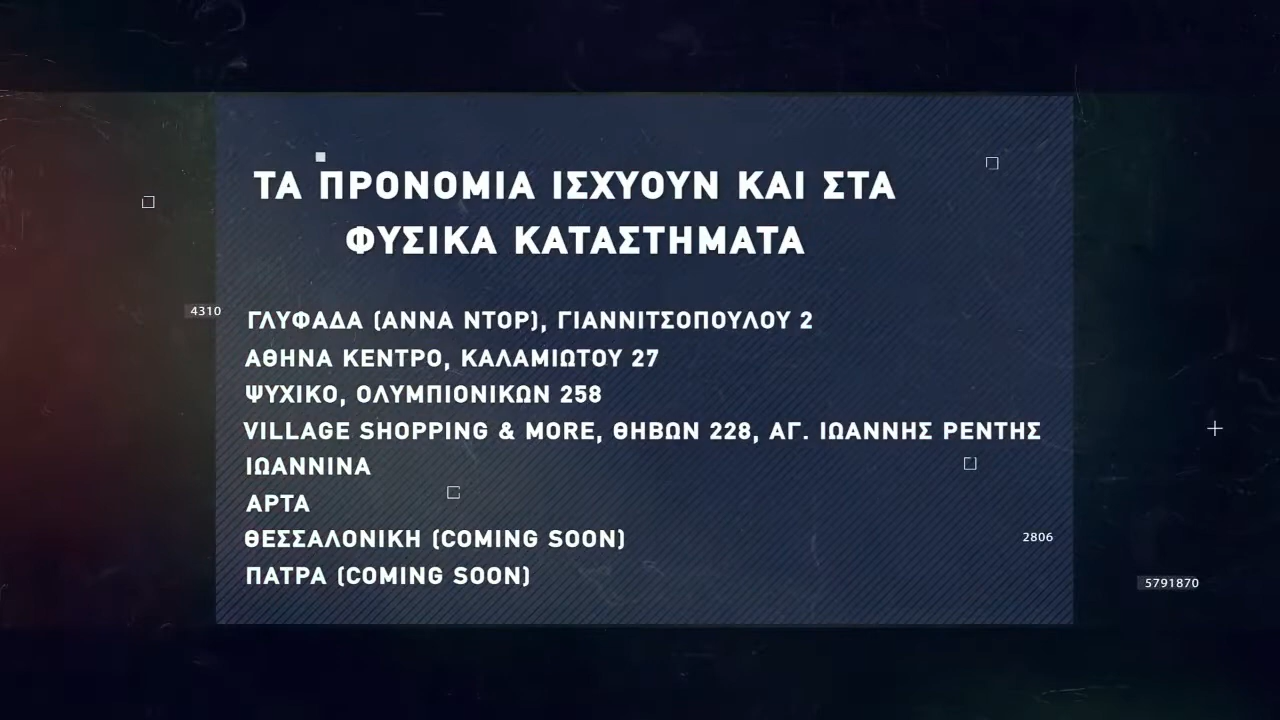 ΤΑ ΠΡΟΝΟΜΙΑ ΙΣΧΥΟΥΝ ΚΑΙ ΣΤΑ
ΦΥΣΙΚΑ ΚΑΤΑΣΤΗΜΑΤΑ
4310
ΓΛΥΦΑΔΑ (ΑΝΝΑ ΝΤΟΡ), ΓΙΑΝΝΙΤΣΟΠΟΥΛΟΥ 2
ΑΘΗΝΑ ΚΕΝΤΡΟ, ΚΑΛΑΜΙΩΤΟΥ 27
ΨΥΧΙΚΟ, ΟΛΥΜΠΙΟΝΙΚΩΝ 258
VILLAGE SHOPPING & MORE, ΘΗΒΩΝ 228, ΑΓ. ΙΩΑΝΝΗΣ ΡΕΝΤΗΣ
ΙΩΑΝΝΙΝΑ
ΑΡΤΑ
ΘΕΣΣΑΛΟΝΙΚΗ (COMING SOON)
2806
ΠΑΤΡΑ (COMING SOON)
5791870